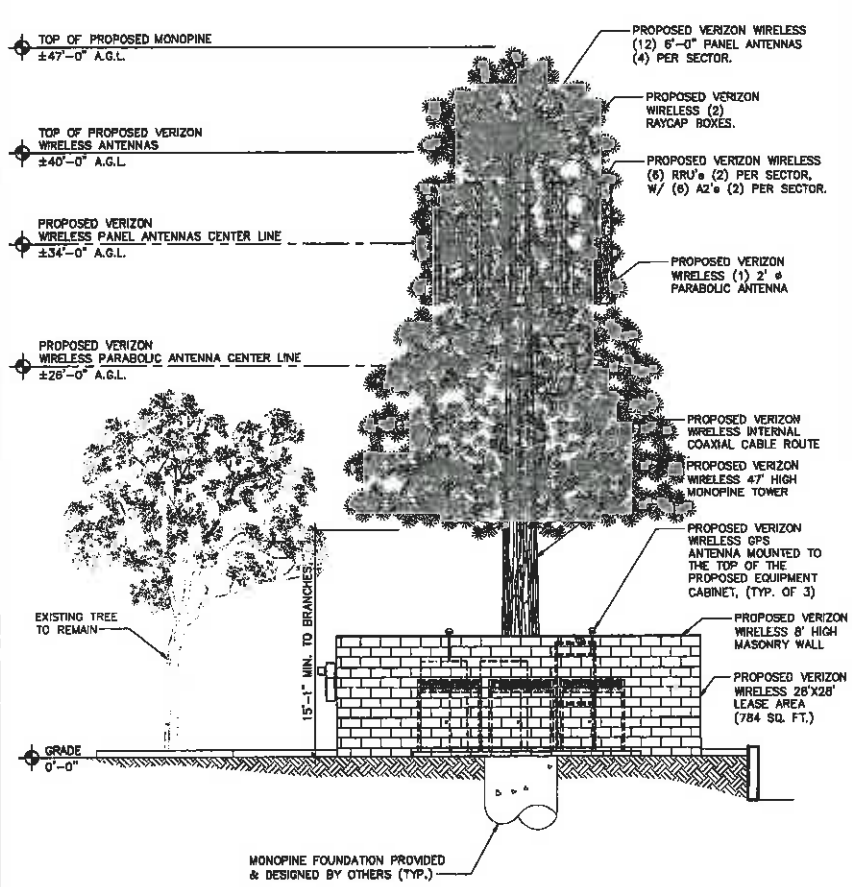 TOP OF PROPOSED MONOPINE
±47'-0" A.G.L.
TOP OF PROPOSED VERIZON
WIRELESS ANTENNAS
±40'-0" A.G.L.
PROPOSED VERIZON
WIRELESS PANEL ANTENNAS CENTER LINE
±34'-0" A.G.L.
PROPOSED VERIZON
WIRELESS PARABOLIC ANTENNA CENTER LINE
±26'-0" A.G.L.
EXISTING TREE
TO REMAIN
15'-1" MIN. TO BRANCHES
GRADE
0'-0"
MONOPINE FOUNDATION PROVIDED
& DESIGNED BY OTHERS (TYP.)
PROPOSED VERIZON WIRELESS
(12) 6'-0" PANEL ANTENNAS
(4) PER SECTOR.
PROPOSED VERIZON
WIRELESS (2)
RAYCAP BOXES.
PROPOSED VERIZON WIRELESS
(6) RRU's (2) PER SECTOR,
W/ (6) A2's (2) PER SECTOR.
PROPOSED VERIZON
WIRELESS (1) 2' ø
PARABOLIC ANTENNA
PROPOSED VERIZON
WIRELESS INTERNAL
COAXIAL CABLE ROUTE
PROPOSED VERIZON
WIRELESS 47' HIGH
MONOPINE TOWER
PROPOSED VERIZON
WIRELESS GPS
ANTENNA MOUNTED TO
THE TOP OF THE
PROPOSED EQUIPMENT
CABINET, (TYP. OF 3)
PROPOSED VERIZON
WIRELESS 8' HIGH
MASONRY WALL
PROPOSED VERIZON
WIRELESS 28'X28'
LEASE AREA
(784 SQ. FT.)